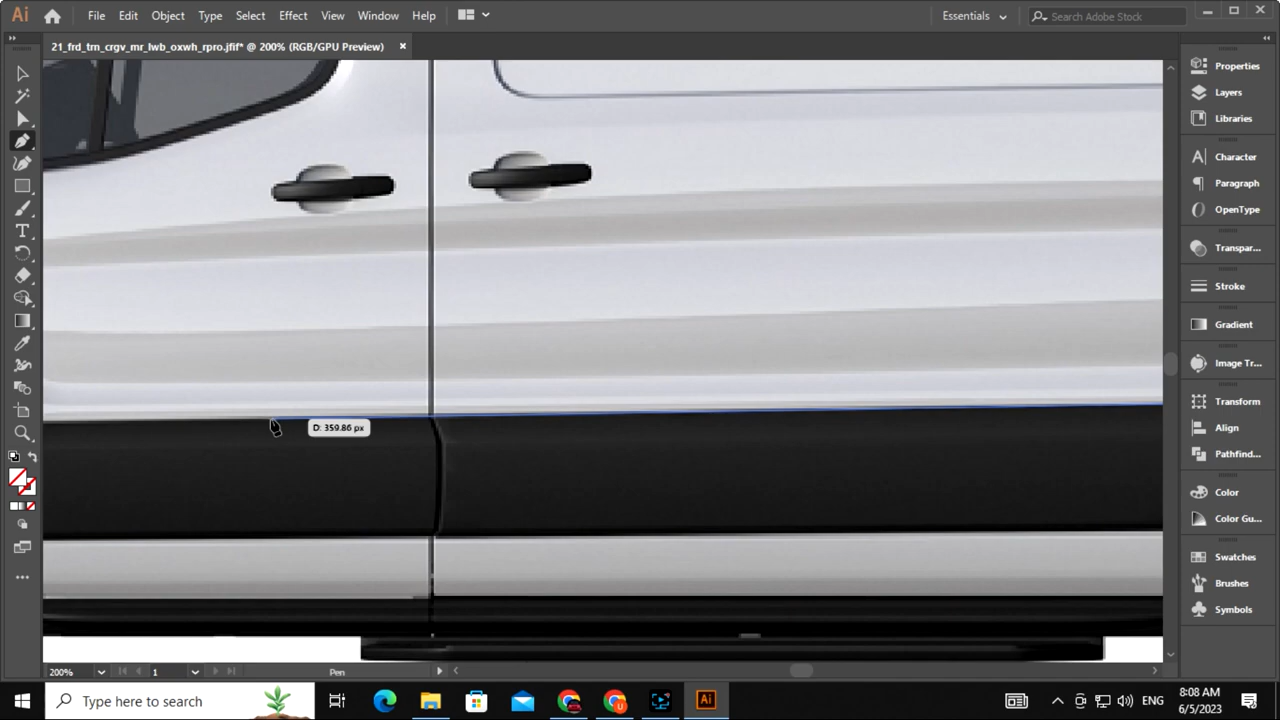 Ai File Edit Object Type Select Effect View Window Help Essentials Search Adobe Stock
21_frd_trn_crgv_mr_lwb_oxwh_rpro.jfif* @ 200% (RGB/GPU Preview)
Properties
Layers
Libraries
Character
Paragraph
OpenType
Transpar...
Stroke
Gradient
Image Tr...
Transform
Align
Pathfind...
Color
Color Gu...
Swatches
Brushes
Symbols
D: 359.86 px
200% 1 Pen
Type here to search
Ai
ENG
8:08 AM
6/5/2023